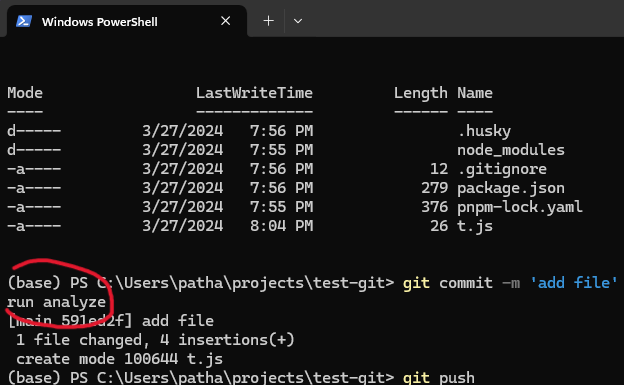 Windows PowerShell
Mode LastWriteTime Length Name
---- ------------- ------ ----
d----- 3/27/2024 7:56 PM .husky
d----- 3/27/2024 7:55 PM node_modules
-a---- 3/27/2024 7:56 PM 12 .gitignore
-a---- 3/27/2024 7:56 PM 279 package.json
-a---- 3/27/2024 7:55 PM 376 pnpm-lock.yaml
-a---- 3/27/2024 8:04 PM 26 t.js
(base) PS C:\Users\patha\projects\test-git> git commit -m 'add file'
run analyze
[main 591ed2f] add file
1 file changed, 4 insertions(+)
create mode 100644 t.js
(base) PS C:\Users\patha\projects\test-git> git push